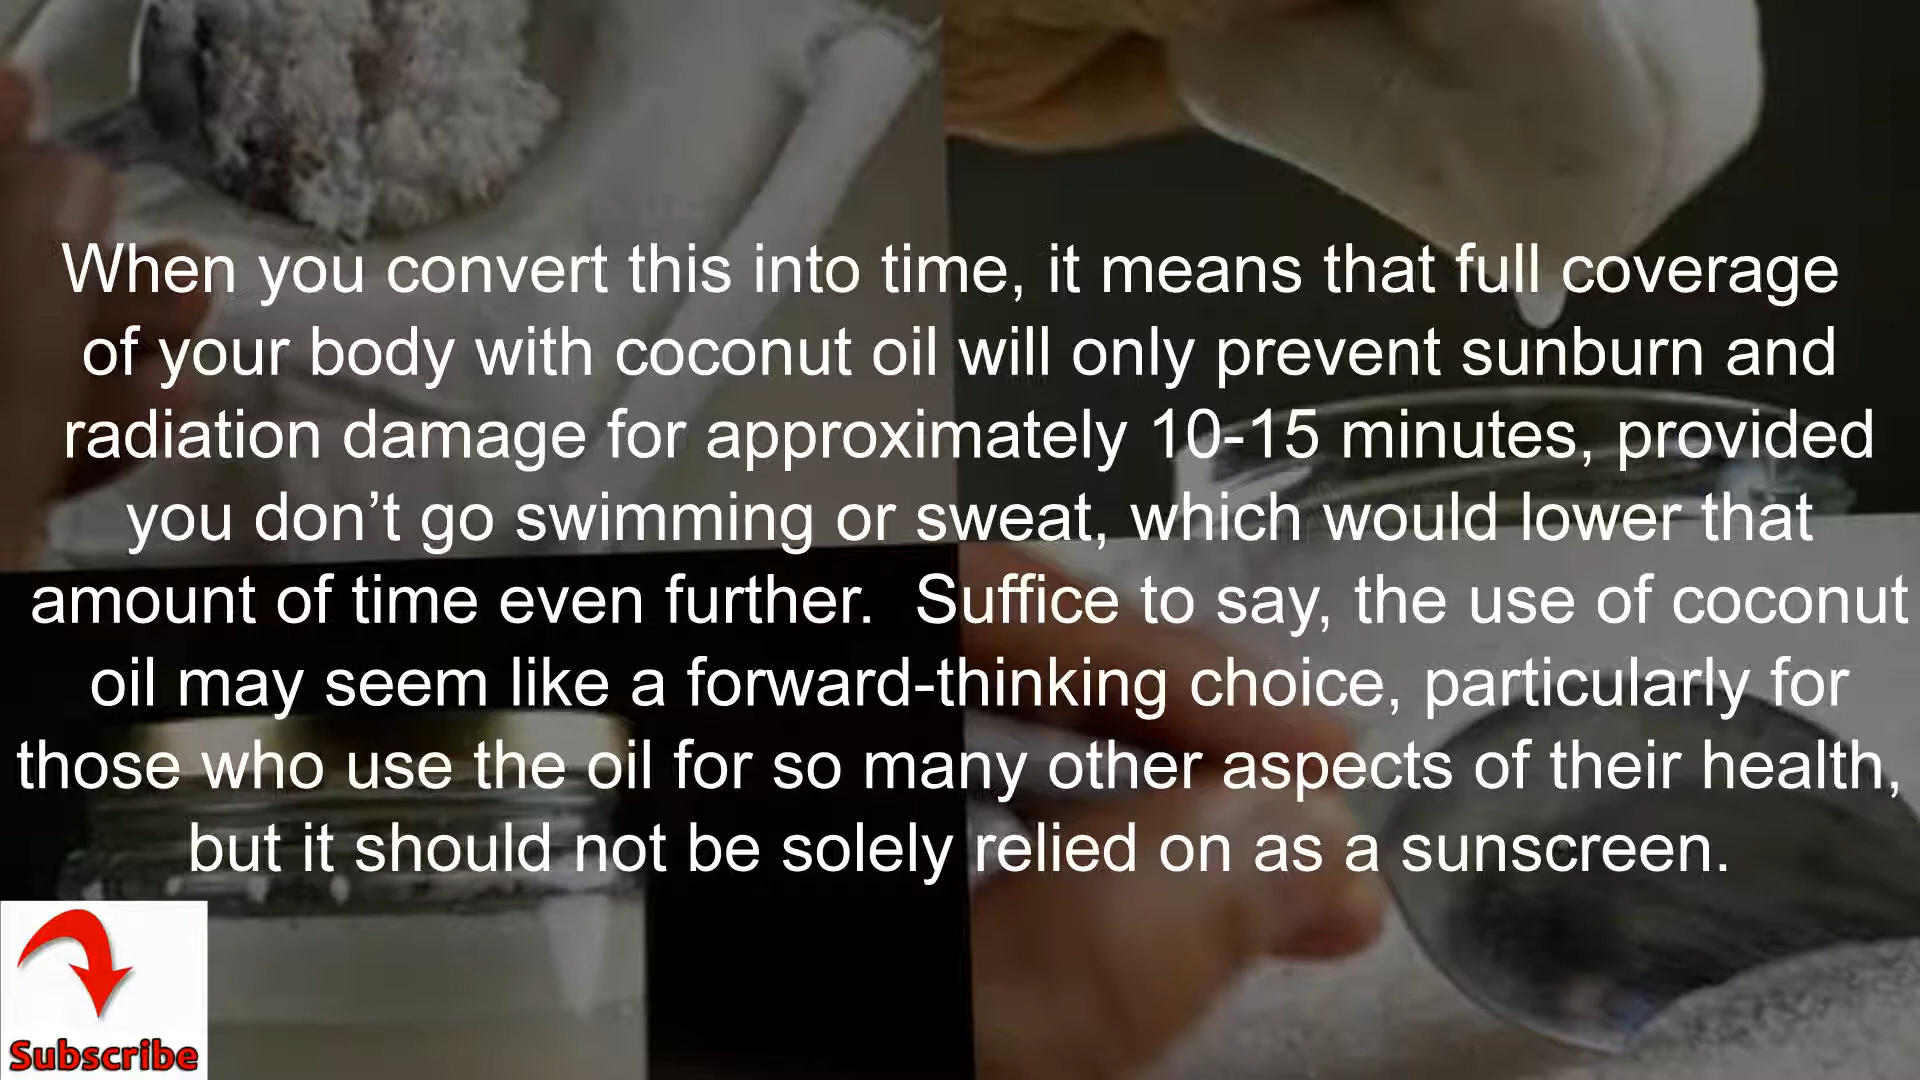 When you convert this into time, it means that full coverage
of your body with coconut oil will only prevent sunburn and
radiation damage for approximately 10-15 minutes, provided
you don’t go swimming or sweat, which would lower that
amount of time even further.  Suffice to say, the use of coconut
oil may seem like a forward-thinking choice, particularly for
those who use the oil for so many other aspects of their health,
but it should not be solely relied on as a sunscreen.
Subscribe